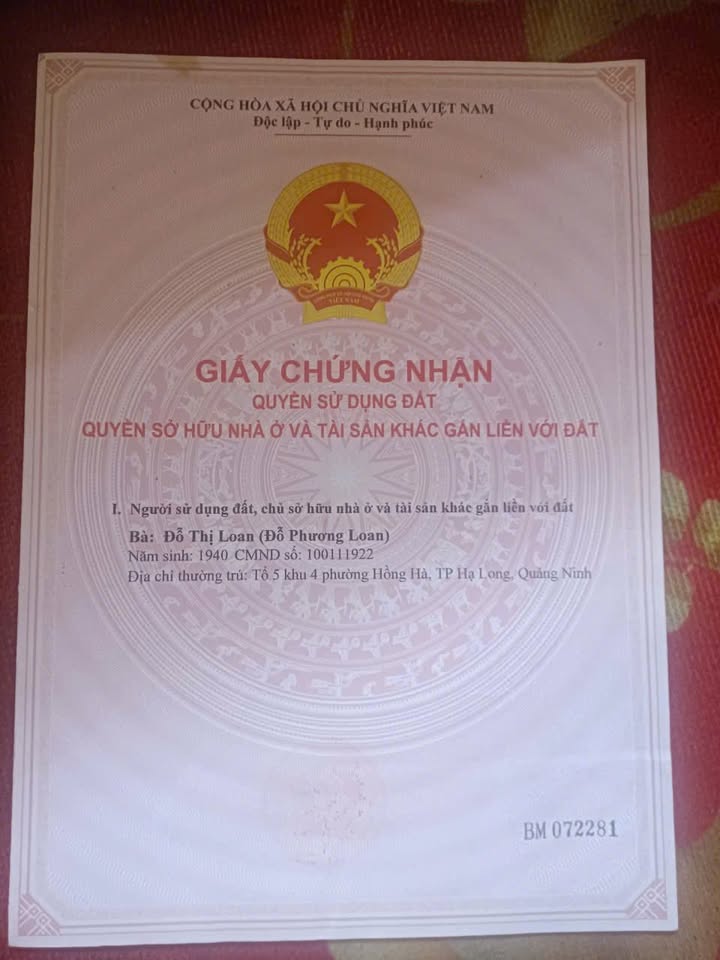 CỘNG HÒA XÃ HỘI CHỦ NGHĨA VIỆT NAM
Độc lập - Tự do - Hạnh phúc
VIỆT NAM
GIẤY CHỨNG NHẬN
QUYỀN SỬ DỤNG ĐẤT
QUYỀN SỞ HỮU NHÀ Ở VÀ TÀI SẢN KHÁC GẮN LIỀN VỚI ĐẤT
I. Người sử dụng đất, chủ sở hữu nhà ở và tài sản khác gắn liền với đất
Bà: Đỗ Thị Loan (Đỗ Phương Loan)
Năm sinh: 1940 CMND số: 100111922
Địa chỉ thường trú: Tổ 5 khu 4 phường Hồng Hà, TP Hạ Long, Quảng Ninh
BM 072281